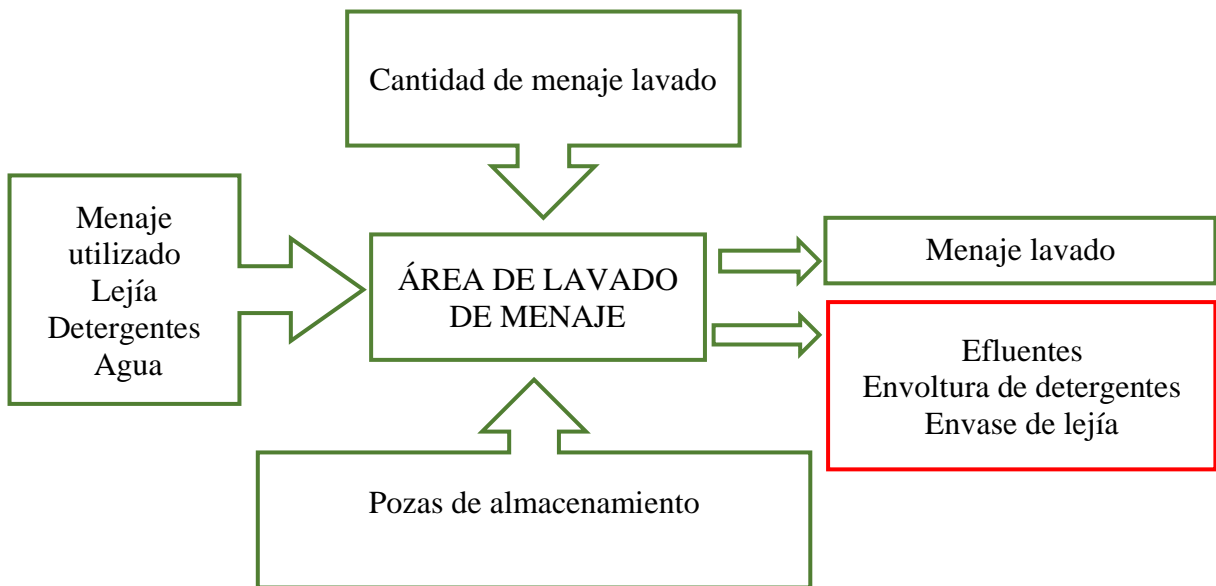 Cantidad de menaje lavado
Menaje
utilizado
Lejía
Detergentes
Agua
ÁREA DE LAVADO
DE MENAJE
Menaje lavado
Efluentes
Envoltura de detergentes
Envase de lejía
Pozas de almacenamiento